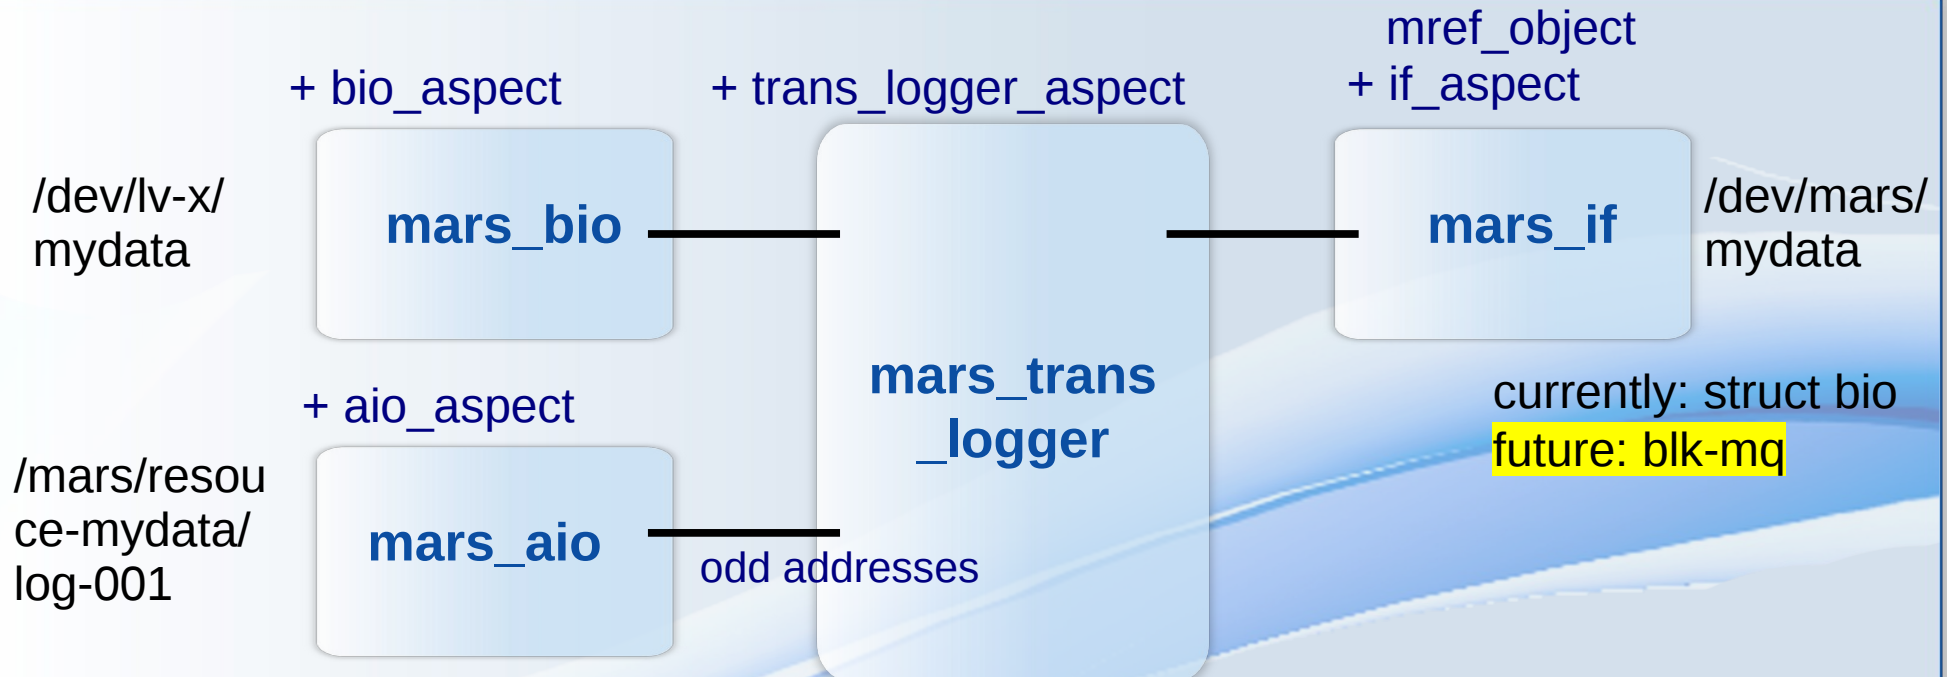 mref_object
+ bio_aspect
+ trans_logger_aspect
+ if_aspect
/dev/lv-x/
mydata
mars_bio
mars_if
/dev/mars/
mydata
mars_trans
_logger
currently: struct bio
future: blk-mq
+ aio_aspect
/mars/resou
ce-mydata/
log-001
mars_aio
odd addresses